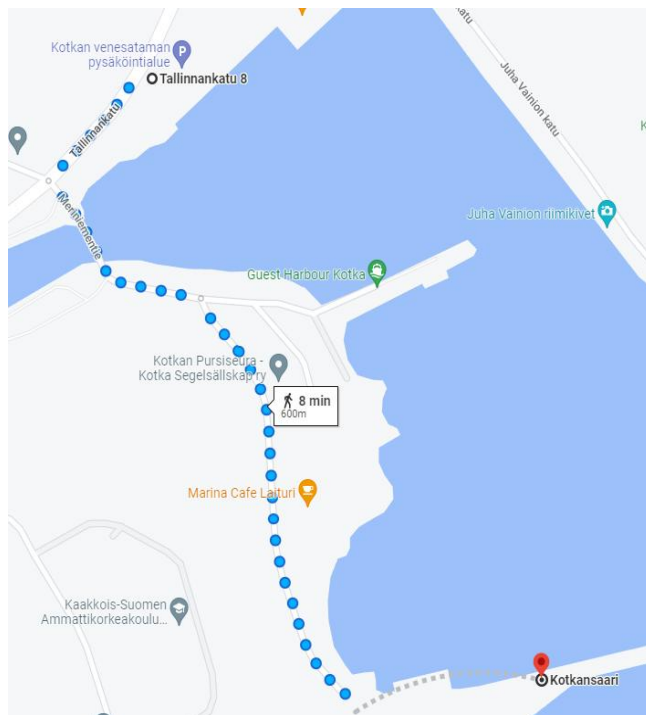 Kotkan venesataman
pysäköintialue
Tallinnankatu 8
katu
Juha Vainion katu
K
Tallinnankatu
Meriniementie
Juha Vainion riimikivet
Guest Harbour Kotka
Kotkan Pursiseura -
Kotka Segelsällskap ry
8 min
600m
Marina Cafe Laituri
Kaakkois-Suomen
Ammattikorkeakoulu...
Kotkansaari